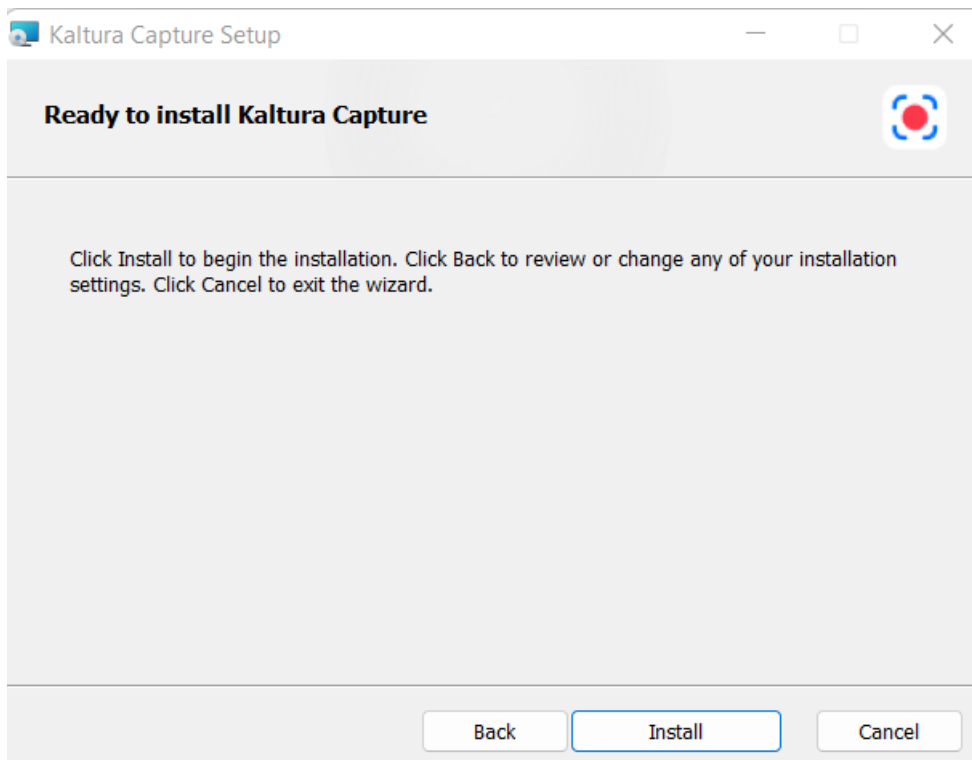 Kaltura Capture Setup
Ready to install Kaltura Capture
Click Install to begin the installation. Click Back to review or change any of your installation
settings. Click Cancel to exit the wizard.
Back Install Cancel